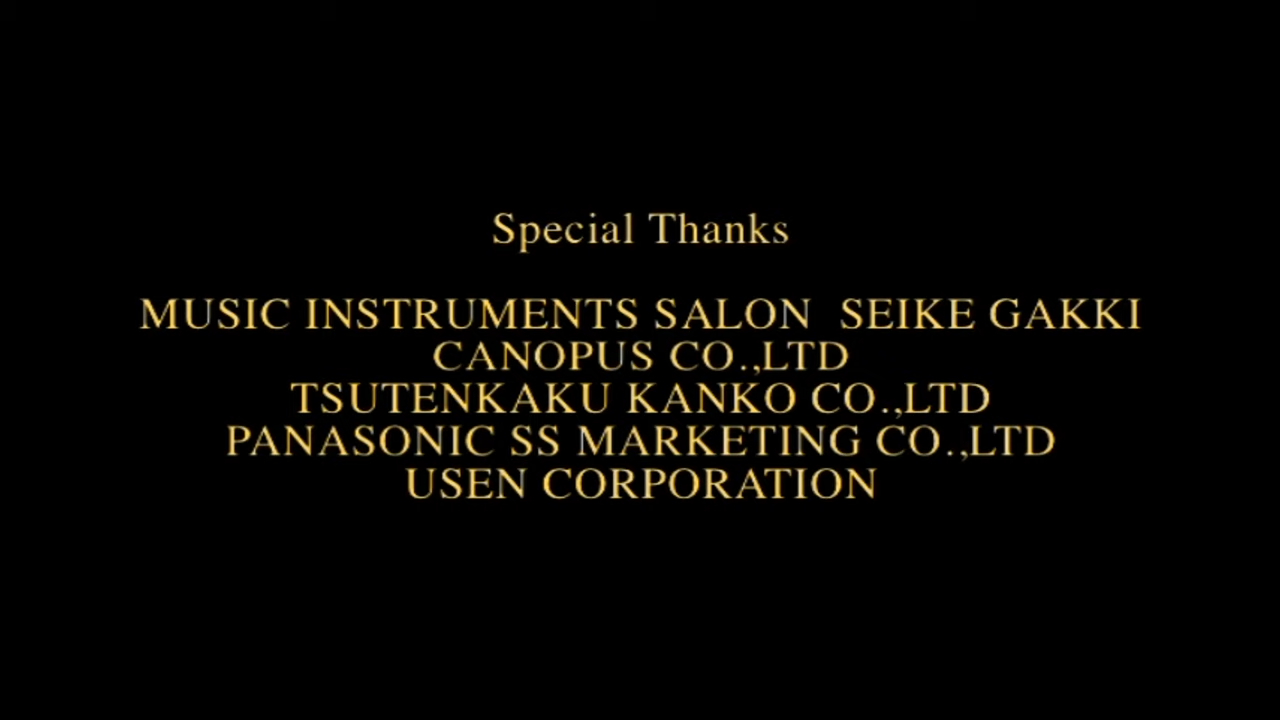 Special Thanks
MUSIC INSTRUMENTS SALON  SEIKE GAKKI
CANOPUS CO.,LTD
TSUTENKAKU KANKO CO.,LTD
PANASONIC SS MARKETING CO.,LTD
USEN CORPORATION